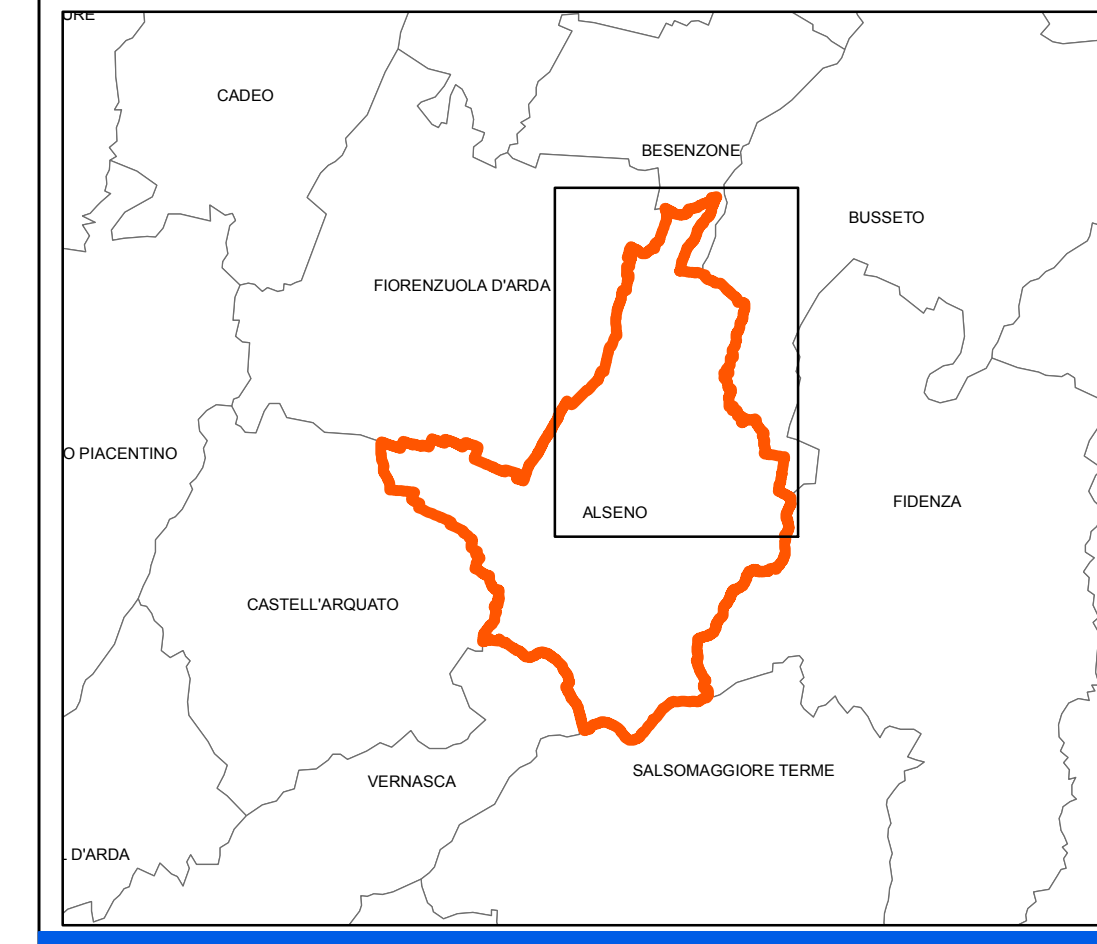 CADEO
BESENZONE
BUSSETO
FIORENZUOLA D'ARDA
O PIACENTINO
FIDENZA
ALSENO
CASTELL'ARQUATO
SALSOMAGGIORE TERME
VERNASCA
D'ARDA